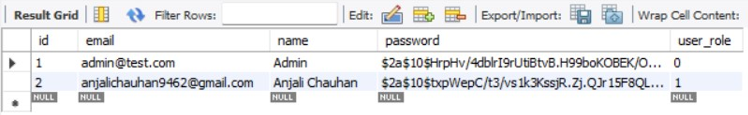 Result Grid Filter Rows: Edit: Export/Import: Wrap Cell Content:
id email name password user_role
1 admin@test.com Admin $2a$10$HrpHv/4dblrI9rUtiBtvB.H99boKOBEK/O... 0
2 anjalichauhan9462@gmail.com Anjali Chauhan $2a$10$txpWepC/t3/vs1k3KssjR.Zj.QJr15F8QL... 1
NULL NULL NULL NULL NULL